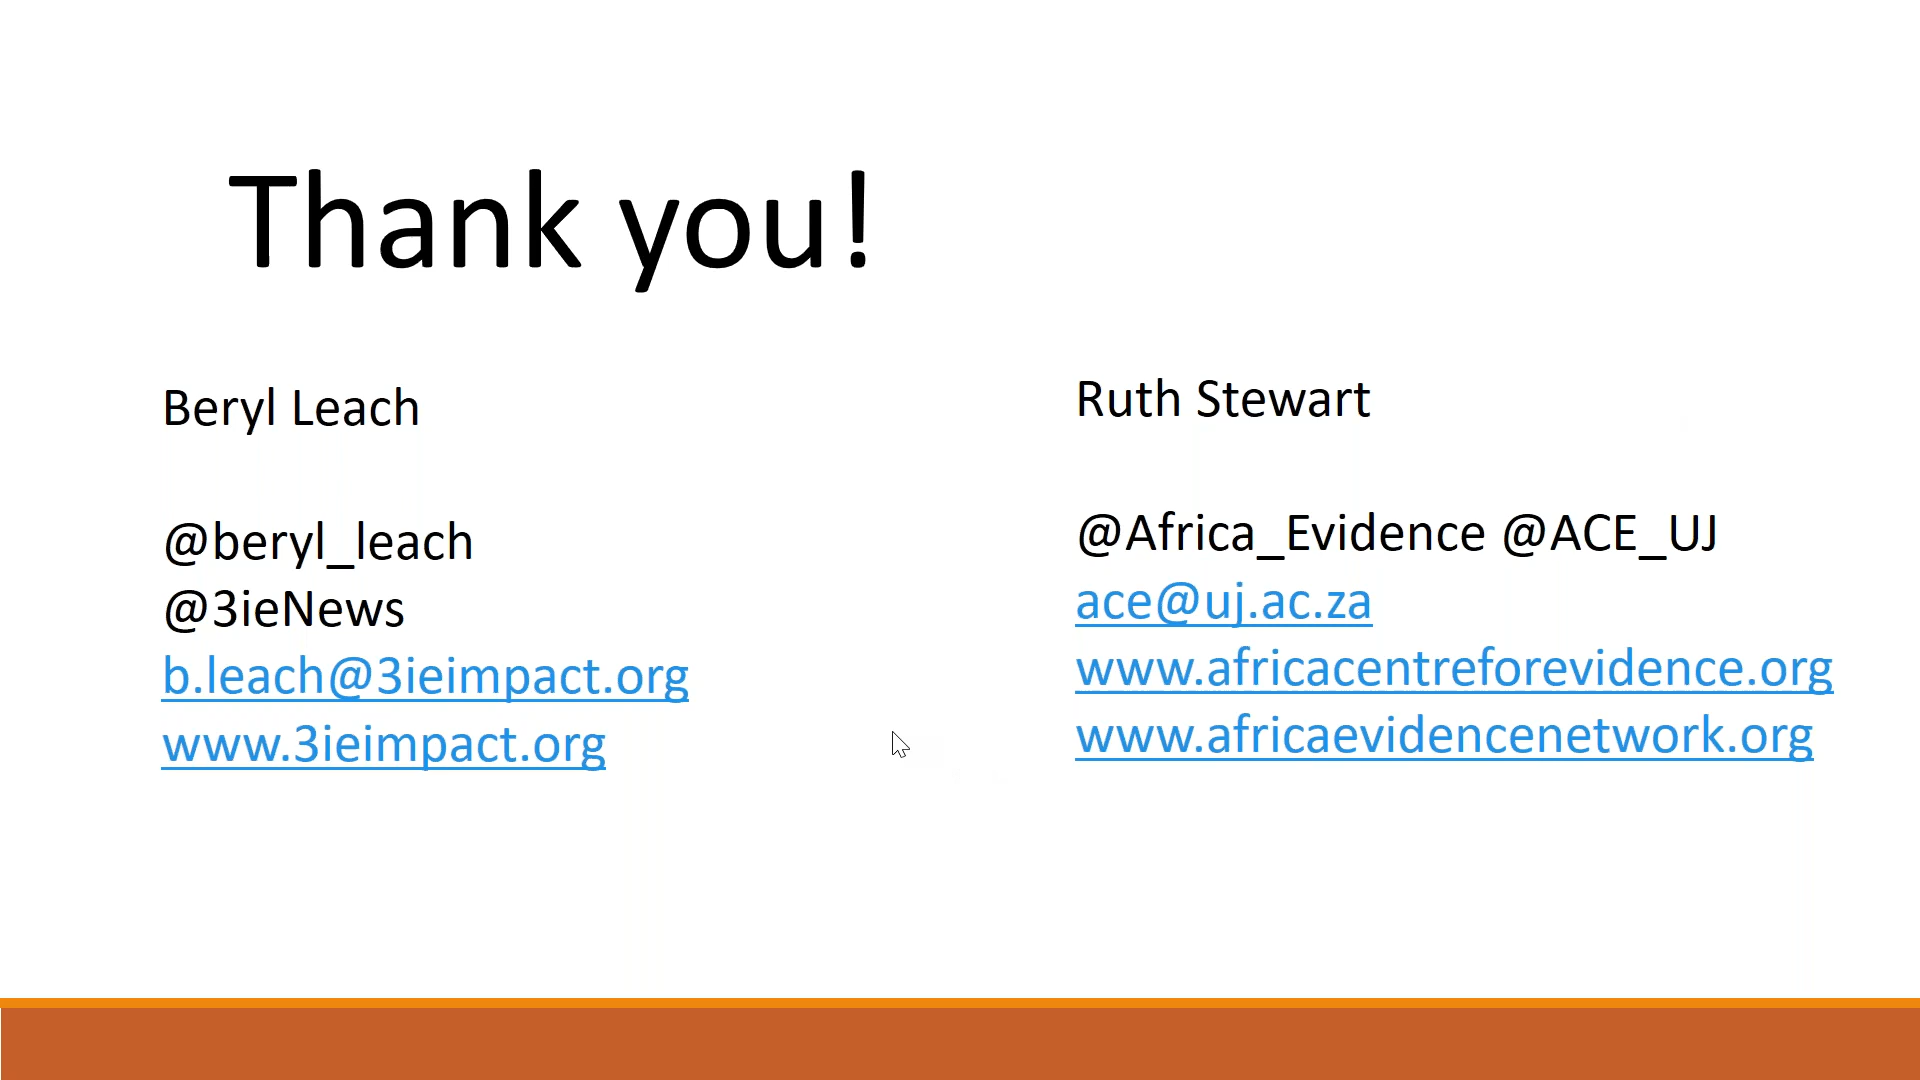 Thank you!
Beryl Leach
@beryl_leach
@3ieNews
b.leach@3ieimpact.org
www.3ieimpact.org
Ruth Stewart
@Africa_Evidence @ACE_UJ
ace@uj.ac.za
www.africacentreforevidence.org
www.africaevidencenetwork.org